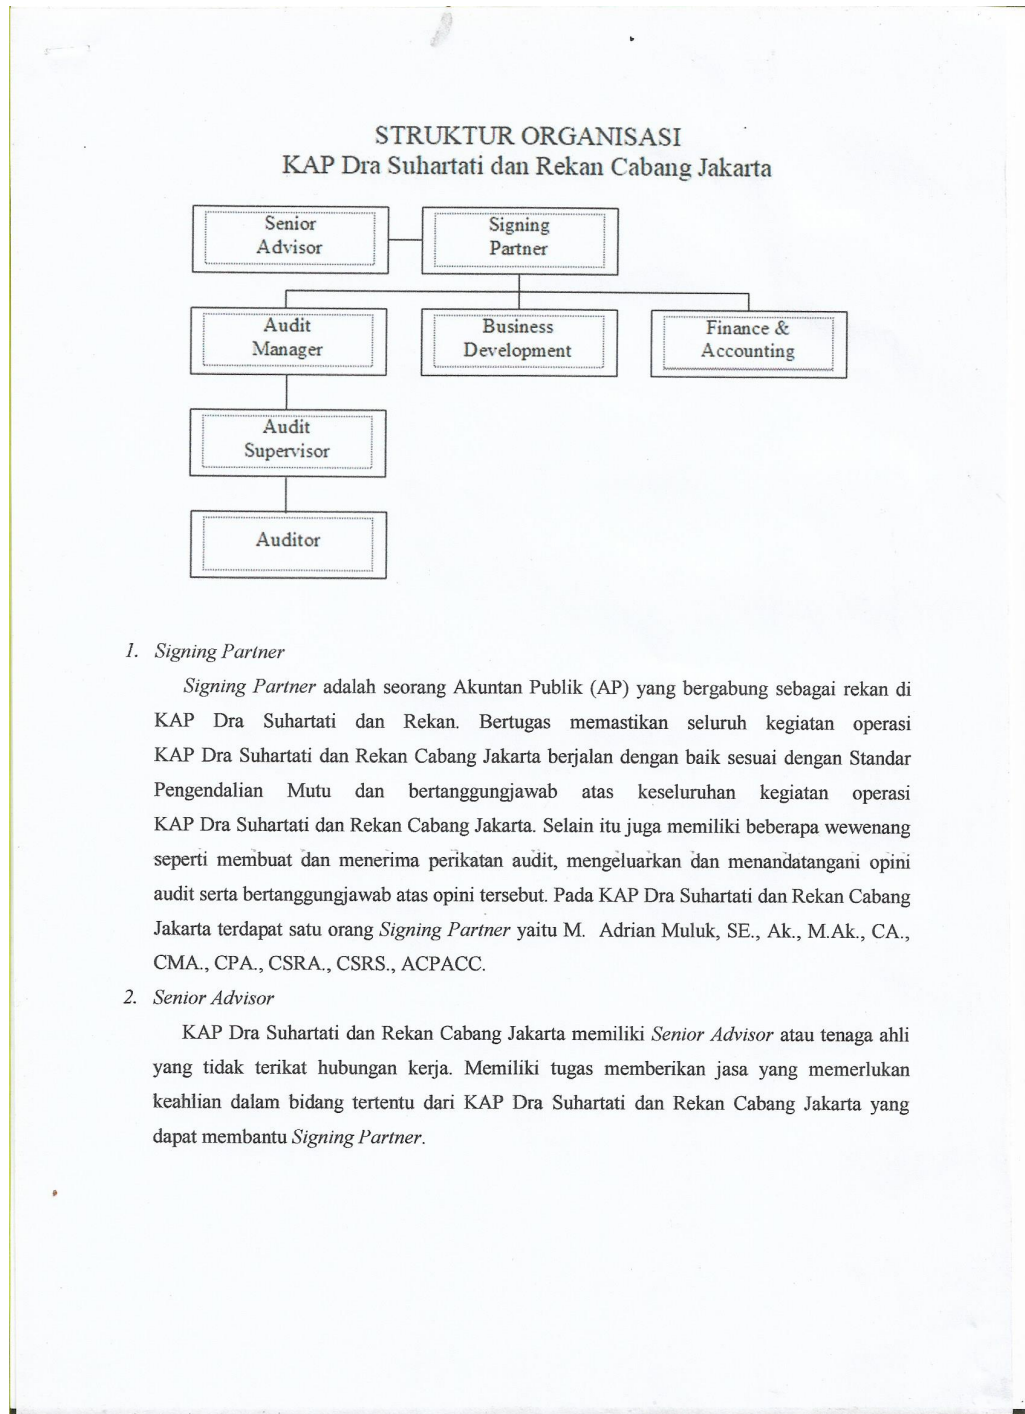 STRUKTUR ORGANISASI
KAP Dra Suhartati dan Rekan Cabang Jakarta
Senior
Advisor
Signing
Partner
Audit
Manager
Business
Development
Finance &
Accounting
Audit
Supervisor
Auditor
1. Signing Partner
Signing Partner adalah seorang Akuntan Publik (AP) yang bergabung sebagai rekan di
KAP Dra Suhartati dan Rekan. Bertugas memastikan seluruh kegiatan operasi
KAP Dra Suhartati dan Rekan Cabang Jakarta berjalan dengan baik sesuai dengan Standar
Pengendalian Mutu dan bertanggungjawab atas keseluruhan kegiatan operasi
KAP Dra Suhartati dan Rekan Cabang Jakarta. Selain itu juga memiliki beberapa wewenang
seperti membuat dan menerima perikatan audit, mengeluarkan dan menandatangani opini
audit serta bertanggungjawab atas opini tersebut. Pada KAP Dra Suhartati dan Rekan Cabang
Jakarta terdapat satu orang Signing Partner yaitu M. Adrian Muluk, SE., Ak., M.Ak., CA.,
CMA., CPA., CSRA., CSRS., ACPACC.
2. Senior Advisor
KAP Dra Suhartati dan Rekan Cabang Jakarta memiliki Senior Advisor atau tenaga ahli
yang tidak terikat hubungan kerja. Memiliki tugas memberikan jasa yang memerlukan
keahlian dalam bidang tertentu dari KAP Dra Suhartati dan Rekan Cabang Jakarta yang
dapat membantu Signing Partner.